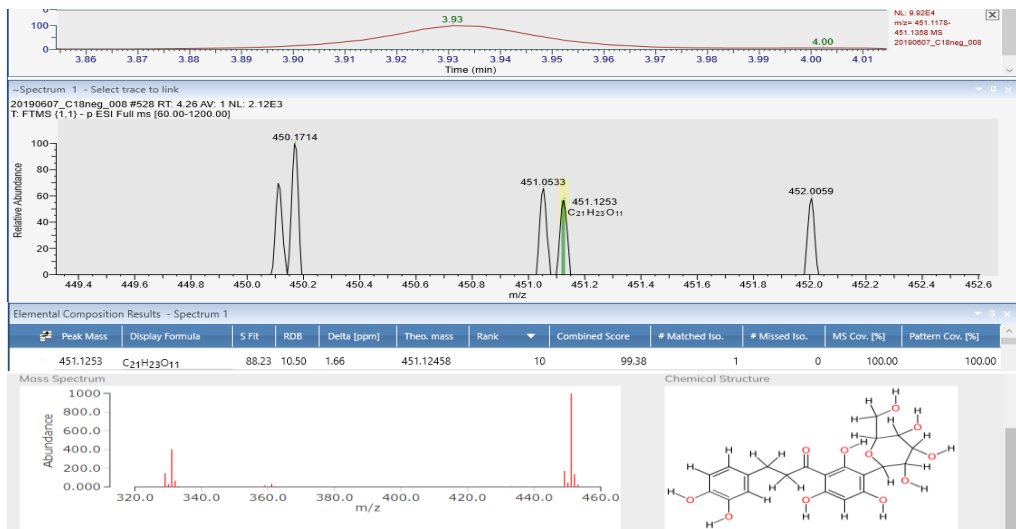 NL: 9.92E4
m/z= 451.1178-
451.1368 MS
20190607_C18neg_008
0
100
50
0
3.93
4.00
3.86 3.87 3.88 3.89 3.90 3.91 3.92 3.93 3.94 3.95 3.96 3.97 3.98 3.99 4.00 4.01
Time (min)
~Spectrum 1 - Select trace to link
20190607_C18neg_008 #528 RT: 4.26 AV: 1 NL: 2.12E3
T: FTMS {1,1} - p ESI Full ms [60.00-1200.00]
Relative Abundance
100
80
60
40
20
0
450.1714
451.0533
451.1253
C21H23O11
452.0059
449.4 449.6 449.8 450.0 450.2 450.4 450.6 450.8 451.0 451.2 451.4 451.6 451.8 452.0 452.2 452.4 452.6
m/z
Elemental Composition Results - Spectrum 1
Peak Mass Display Formula S Fit RDB Delta [ppm] Theo. mass Rank Combined Score # Matched Iso. # Missed Iso. MS Cov. [%] Pattern Cov. [%]
451.1253 C21H23O11 88.23 10.50 1.66 451.12458 10 99.38 1 0 100.00 100.00
Mass Spectrum
Abundance
1000
800.0
600.0
400.0
200.0
0.000
320.0 340.0 360.0 380.0 400.0 420.0 440.0 460.0
m/z
Chemical Structure